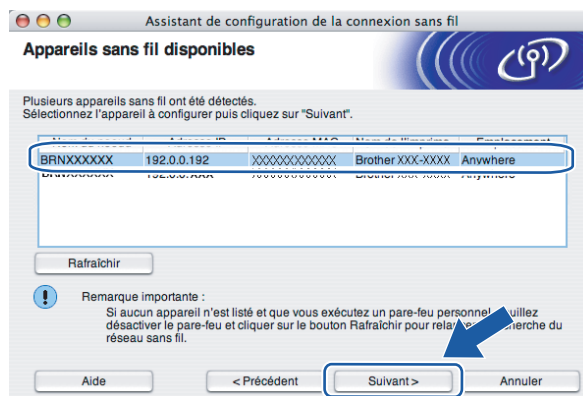 Assistant de configuration de la connexion sans fil
Appareils sans fil disponibles
Plusieurs appareils sans fil ont été détectés.
Sélectionnez l'appareil à configurer puis cliquez sur "Suivant".
BRNXXXXXX 192.0.0.192 XXXXXXXXXXXX Brother XXX-XXXX Anywhere
Rafraîchir
Remarque importante :
Si aucun appareil n'est listé et que vous exécutez un pare-feu personnel
désactiver le pare-feu et cliquer sur le bouton Rafraîchir pour du
réseau sans fil.
Aide
< Précédent
Suivant >
Annuler